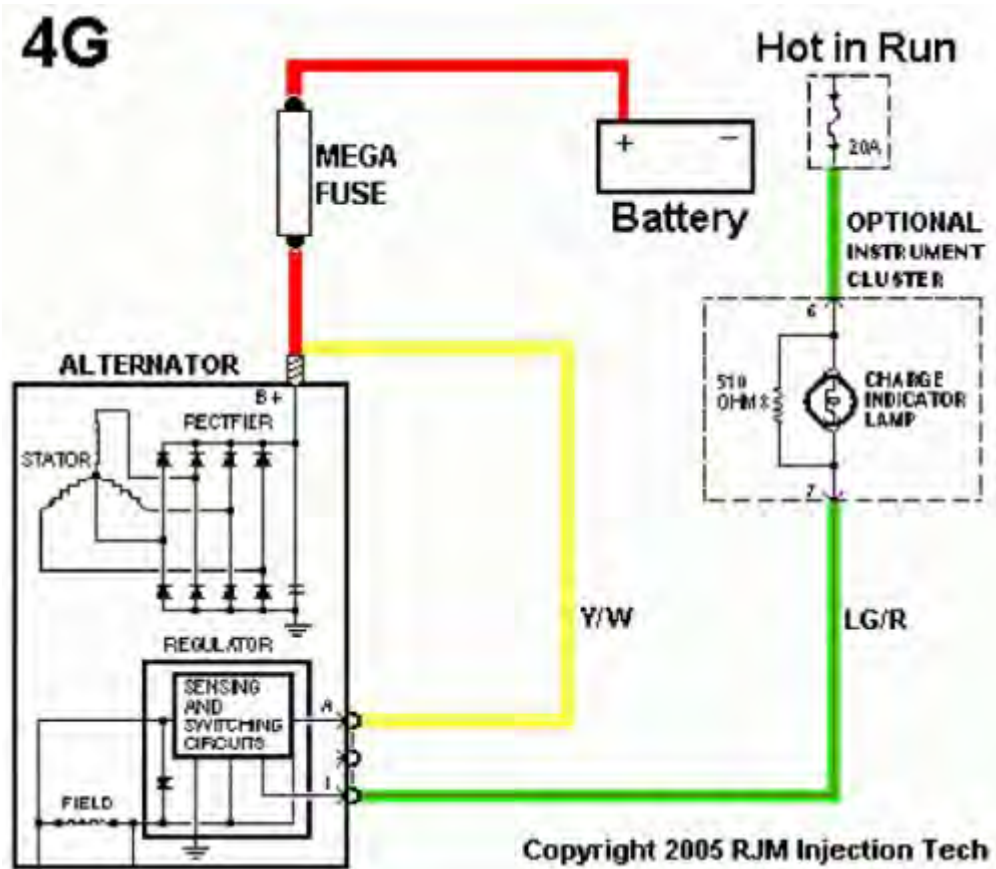 4G
Hot in Run
20A
MEGA
FUSE
+ −
Battery
OPTIONAL
INSTRUMENT
CLUSTER
6
510
OHMS
CHARGE
INDICATOR
LAMP
7
ALTERNATOR
B+
RECTFIER
STATOR
Y/W
LG/R
REGULATOR
SENSING
AND
SWITCHING
CIRCUITS
A
I
FIELD
Copyright 2005 RJM Injection Tech